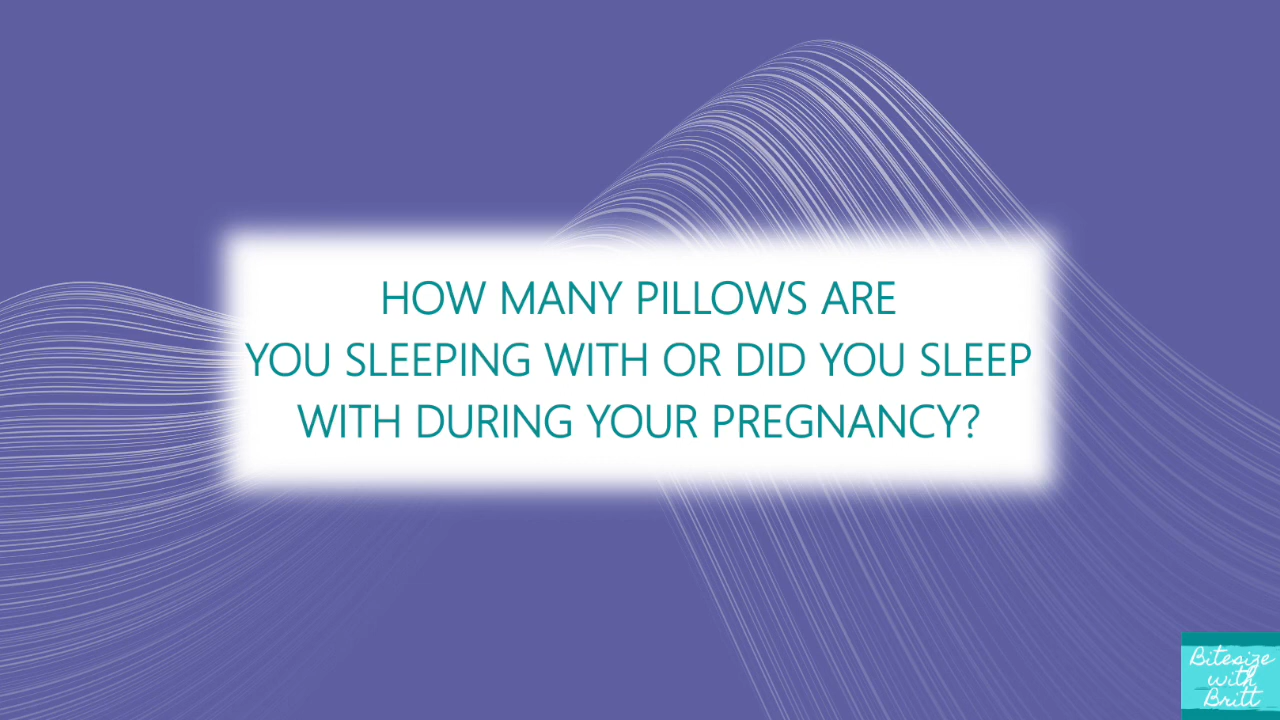 HOW MANY PILLOWS ARE
YOU SLEEPING WITH OR DID YOU SLEEP
WITH DURING YOUR PREGNANCY?
Bitesize
with
Britt